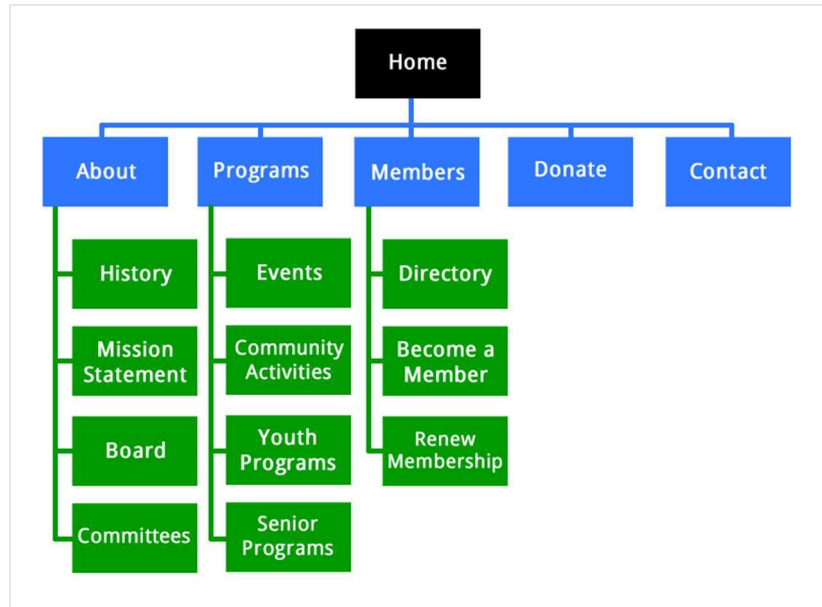 Home
About
Programs
Members
Donate
Contact
History
Mission
Statement
Board
Committees
Events
Community
Activities
Youth
Programs
Senior
Programs
Directory
Become a
Member
Renew
Membership